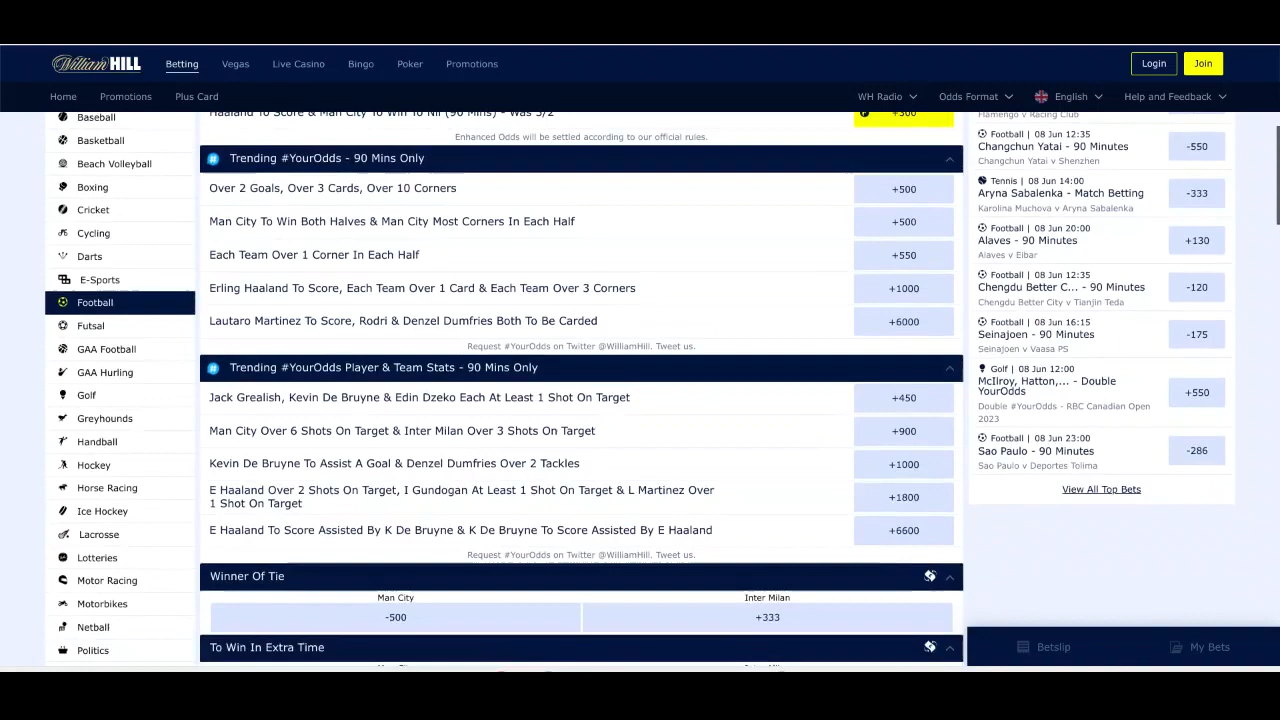 William HILL
Betting
Vegas
Live Casino
Bingo
Poker
Promotions
Login
Join
Home
Promotions
Plus Card
WH Radio
Odds Format
English
Help and Feedback
Baseball
Basketball
Beach Volleyball
Boxing
Cricket
Cycling
Darts
E-Sports
Football
Futsal
GAA Football
GAA Hurling
Golf
Greyhounds
Handball
Hockey
Horse Racing
Ice Hockey
Lacrosse
Lotteries
Motor Racing
Motorbikes
Netball
Politics
Haaland To Score & Man City To Win To Nil (90 Mins) - Was 5/2
+300
Enhanced Odds will be settled according to our official rules.
Trending #YourOdds - 90 Mins Only
Over 2 Goals, Over 3 Cards, Over 10 Corners
+500
Man City To Win Both Halves & Man City Most Corners In Each Half
+500
Each Team Over 1 Corner In Each Half
+550
Erling Haaland To Score, Each Team Over 1 Card & Each Team Over 3 Corners
+1000
Lautaro Martinez To Score, Rodri & Denzel Dumfries Both To Be Carded
+6000
Request #YourOdds on Twitter @WilliamHill. Tweet us.
Trending #YourOdds Player & Team Stats - 90 Mins Only
Jack Grealish, Kevin De Bruyne & Edin Dzeko Each At Least 1 Shot On Target
+450
Man City Over 6 Shots On Target & Inter Milan Over 3 Shots On Target
+900
Kevin De Bruyne To Assist A Goal & Denzel Dumfries Over 2 Tackles
+1000
E Haaland Over 2 Shots On Target, I Gundogan At Least 1 Shot On Target & L Martinez Over
1 Shot On Target
+1800
E Haaland To Score Assisted By K De Bruyne & K De Bruyne To Score Assisted By E Haaland
+6600
Request #YourOdds on Twitter @WilliamHill. Tweet us.
Winner Of Tie
Man City
Inter Milan
-500
+333
To Win In Extra Time
Flamengo v Racing Club
Football | 08 Jun 12:35
Changchun Yatai - 90 Minutes
Changchun Yatai v Shenzhen
-550
Tennis | 08 Jun 14:00
Aryna Sabalenka - Match Betting
Karolina Muchova v Aryna Sabalenka
-333
Football | 08 Jun 20:00
Alaves - 90 Minutes
Alaves v Eibar
+130
Football | 08 Jun 12:35
Chengdu Better C... - 90 Minutes
Chengdu Better City v Tianjin Teda
-120
Football | 08 Jun 16:15
Seinajoen - 90 Minutes
Seinajoen v Vaasa PS
-175
Golf | 08 Jun 12:00
McIlroy, Hatton,... - Double
YourOdds
Double #YourOdds - RBC Canadian Open
2023
+550
Football | 08 Jun 23:00
Sao Paulo - 90 Minutes
Sao Paulo v Deportes Tolima
-286
View All Top Bets
Betslip
My Bets